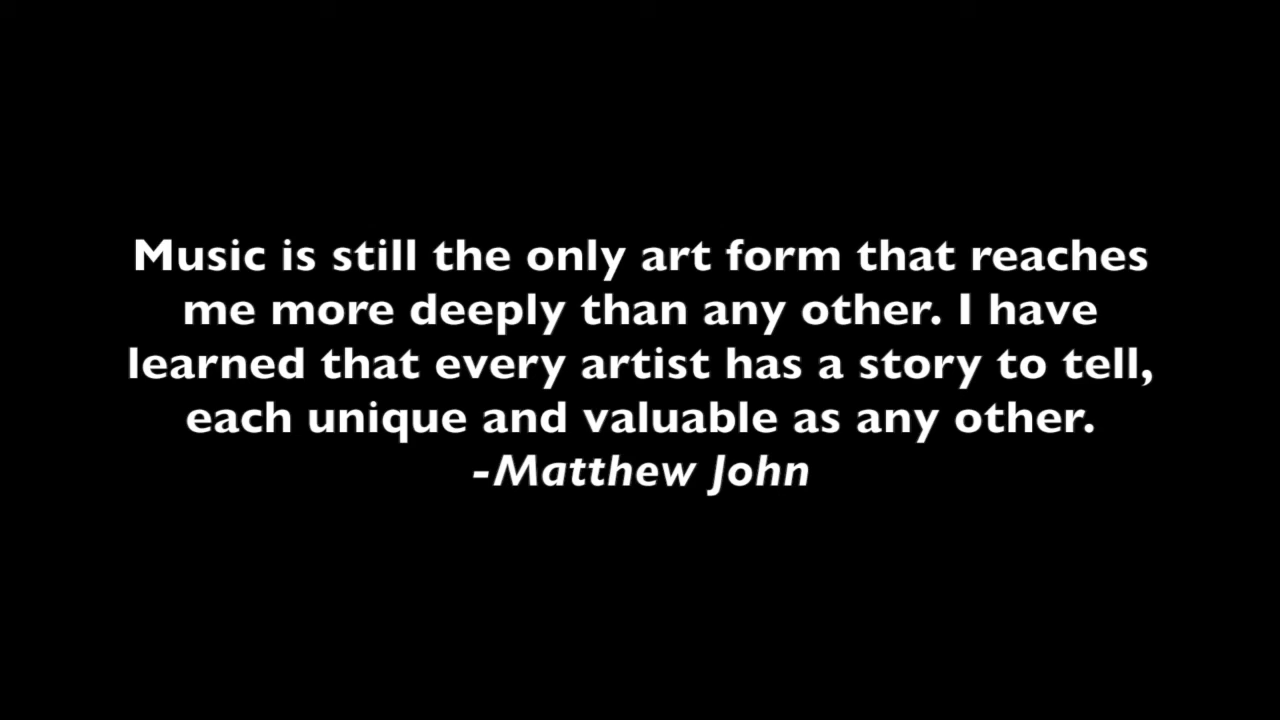 Music is still the only art form that reaches
me more deeply than any other. I have
learned that every artist has a story to tell,
each unique and valuable as any other.
-Matthew John